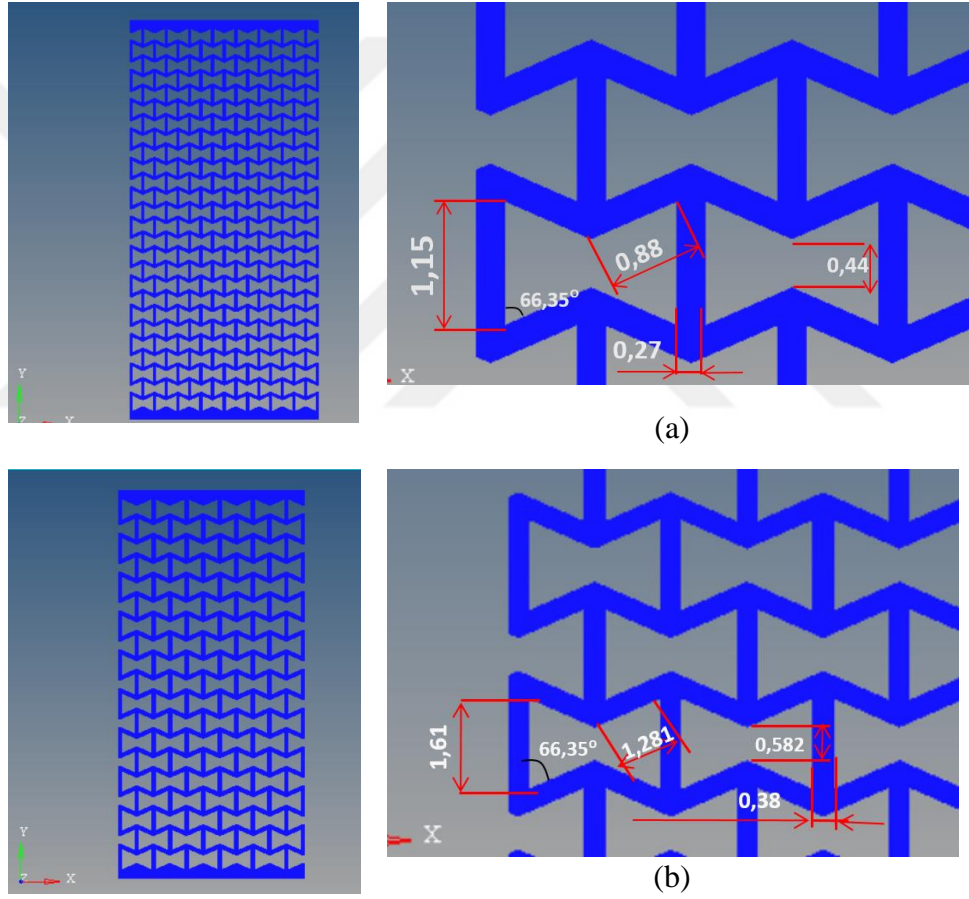 Y
Z X
1,15
0,88
0,44
66,35°
0,27
X
(a)
1,61
1,281
0,582
66,35°
0,38
Y
Z X
X
(b)